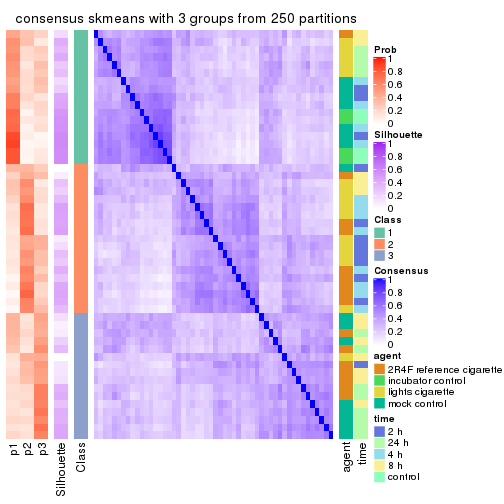 consensus skmeans with 3 groups from 250 partitions
Prob
1
0.8
0.6
0.4
0.2
0
Silhouette
1
0.8
0.6
0.4
0.2
0
Class
1
2
3
Consensus
1
0.8
0.6
0.4
0.2
0
agent
2R4F reference cigarette
incubator control
lights cigarette
mock control
time
2 h
24 h
4 h
8 h
control
p1
p2
p3
Silhouette
Class
agent
time